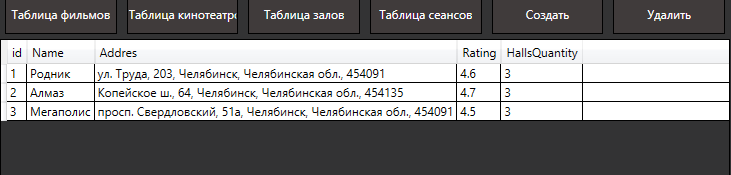 Таблица фильмов Таблица кинотеатро Таблица залов Таблица сеансов Создать Удалить
id Name Addres Rating HallsQuantity
1 Родник ул. Труда, 203, Челябинск, Челябинская обл., 454091 4.6 3
2 Алмаз Копейское ш., 64, Челябинск, Челябинская обл., 454135 4.7 3
3 Мегаполис просп. Свердловский, 51а, Челябинск, Челябинская обл., 454091 4.5 3